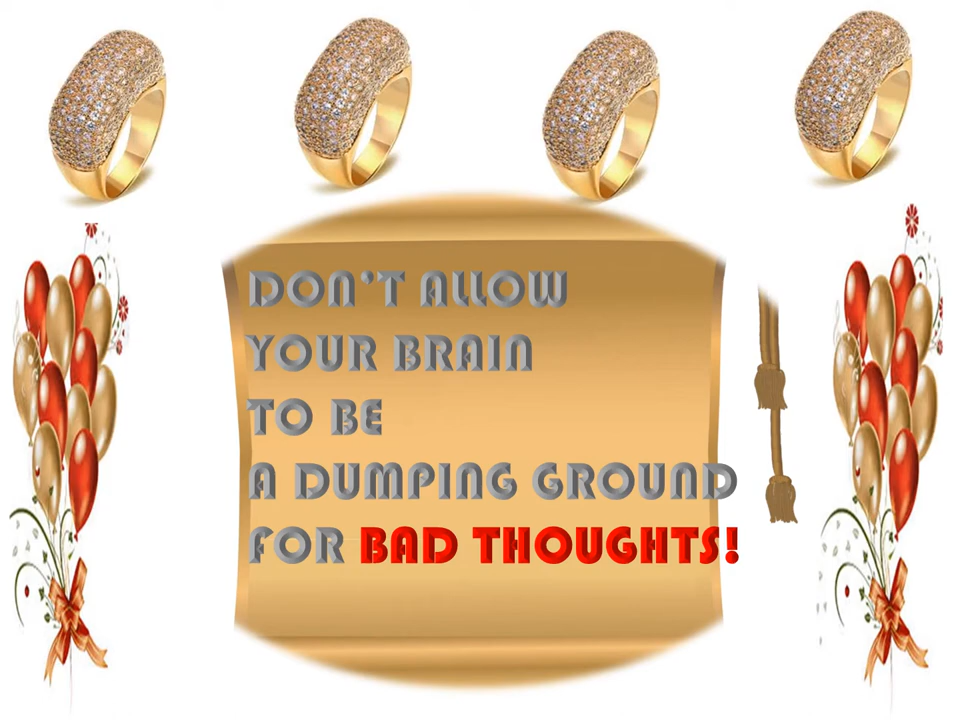 DON'T ALLOW
YOUR BRAIN
TO BE
A DUMPING GROUND
FOR BAD THOUGHTS!